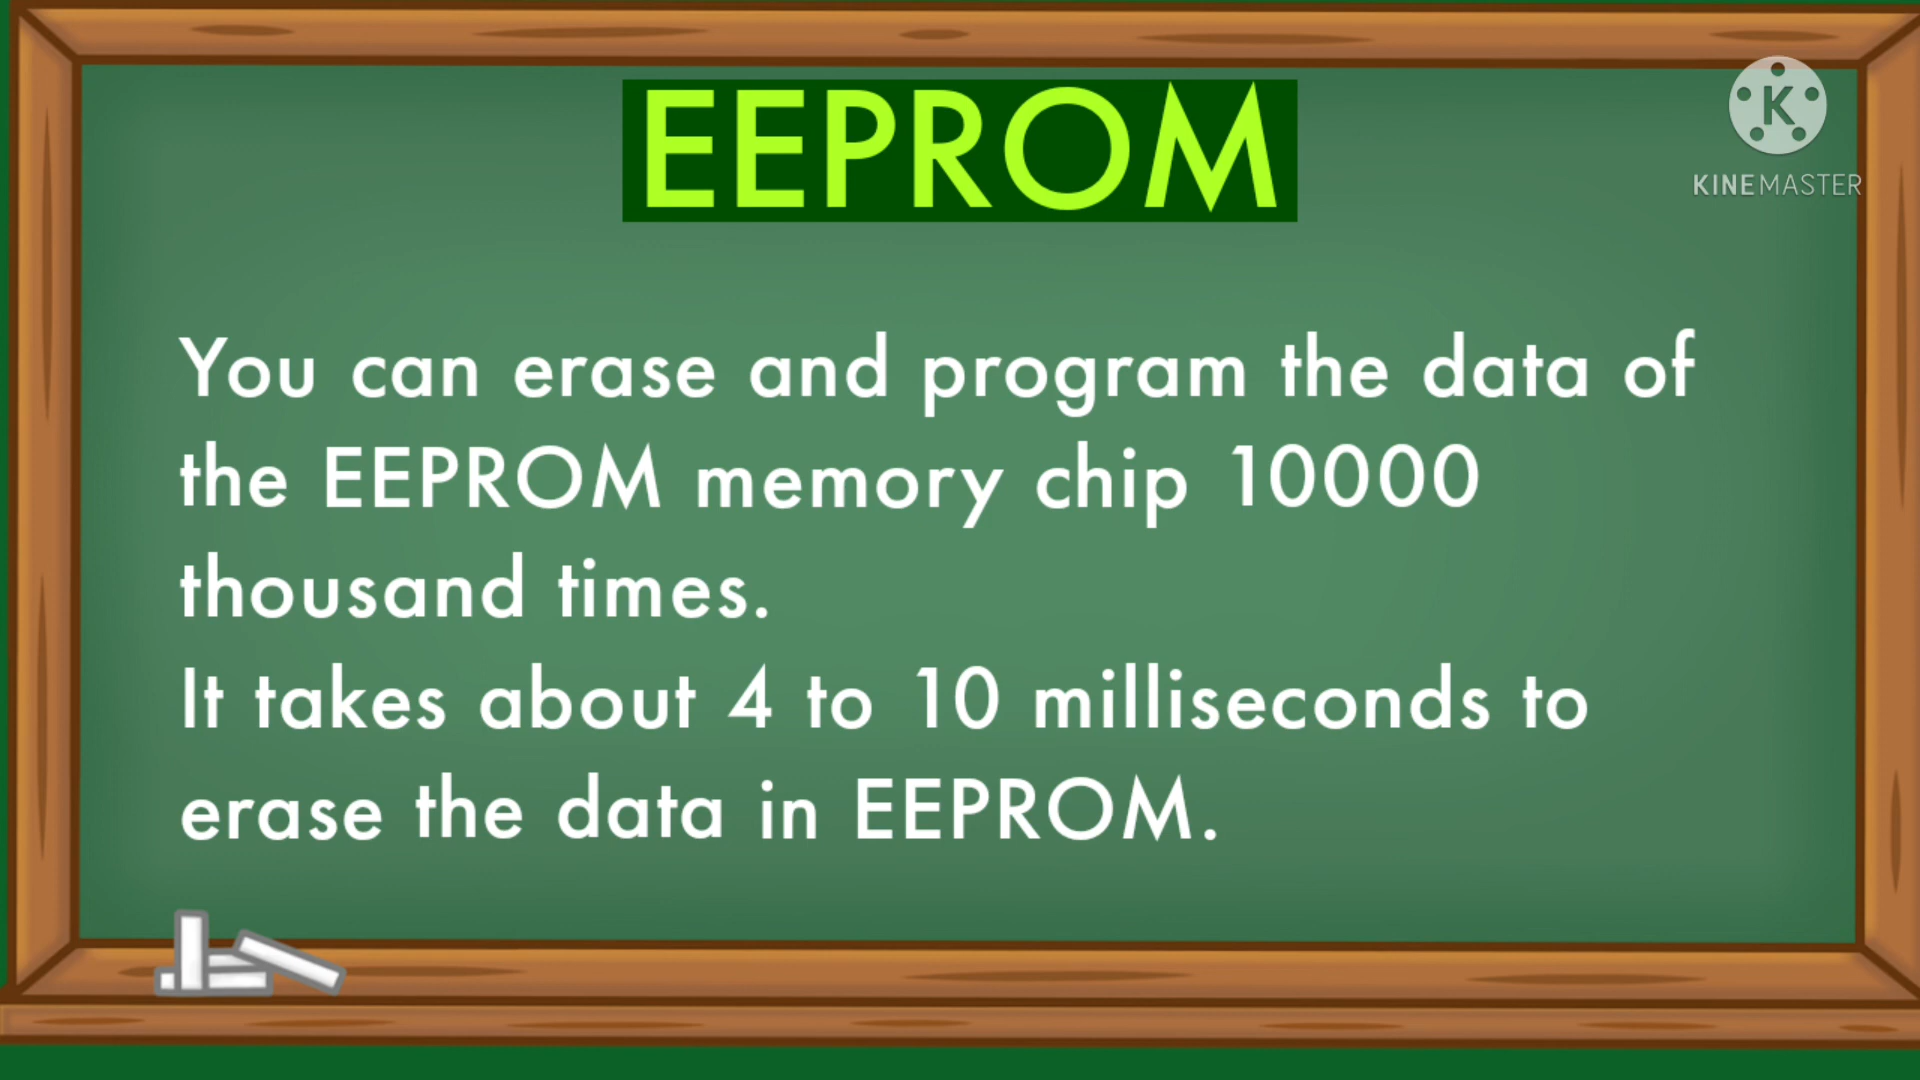 EEPROM
K
KINEMASTER
You can erase and program the data of
the EEPROM memory chip 10000
thousand times.
It takes about 4 to 10 milliseconds to
erase the data in EEPROM.